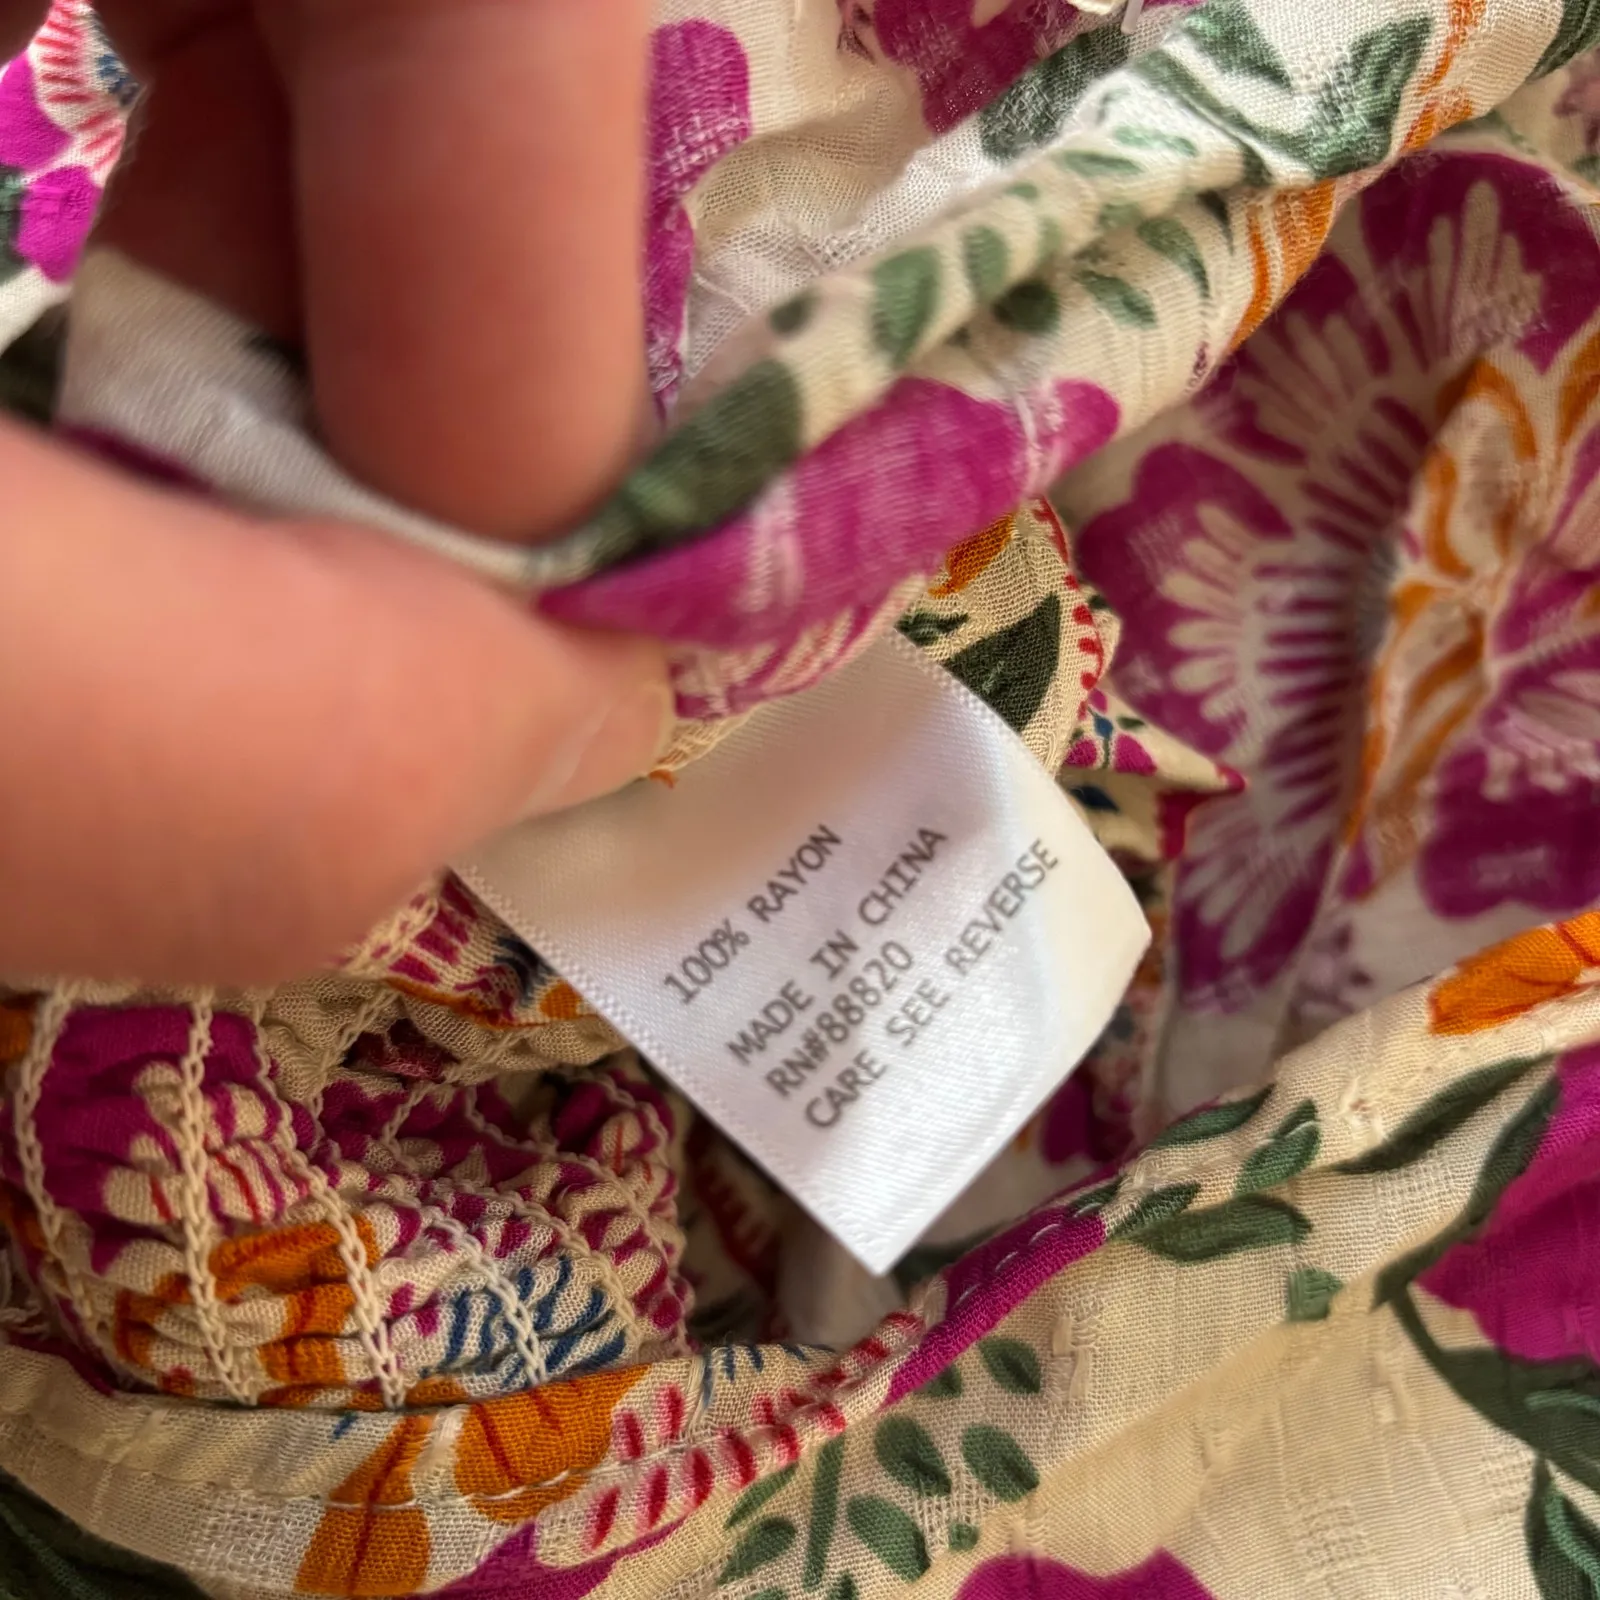 100% RAYON
MADE IN CHINA
RN#88820
CARE SEE REVERSE